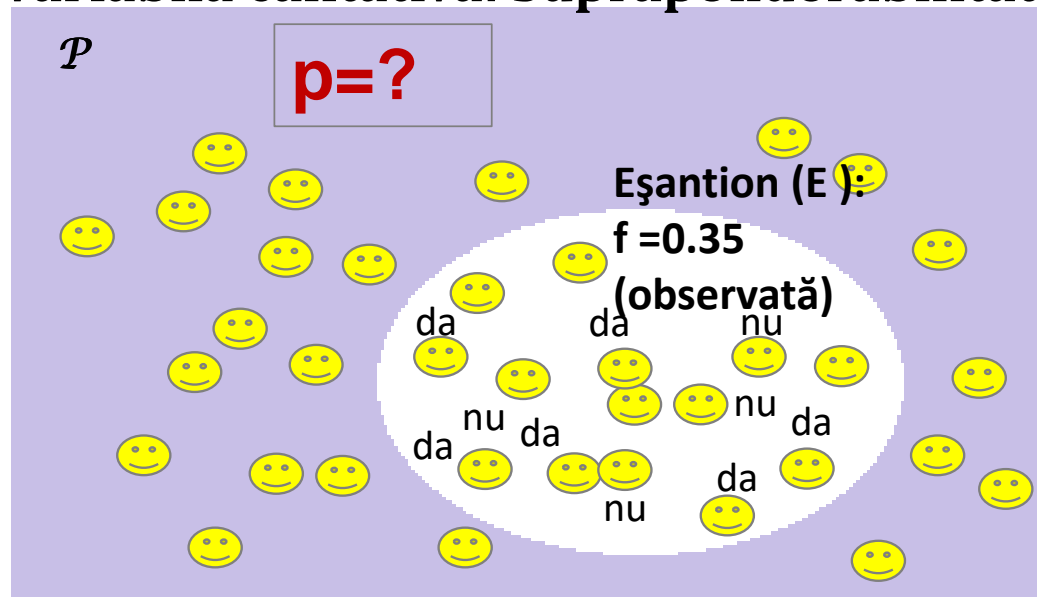 𝒫
p=?
Eşantion (E ):
f =0.35
(observată)
da
da
nu
nu
nu
da
da
da
da
nu